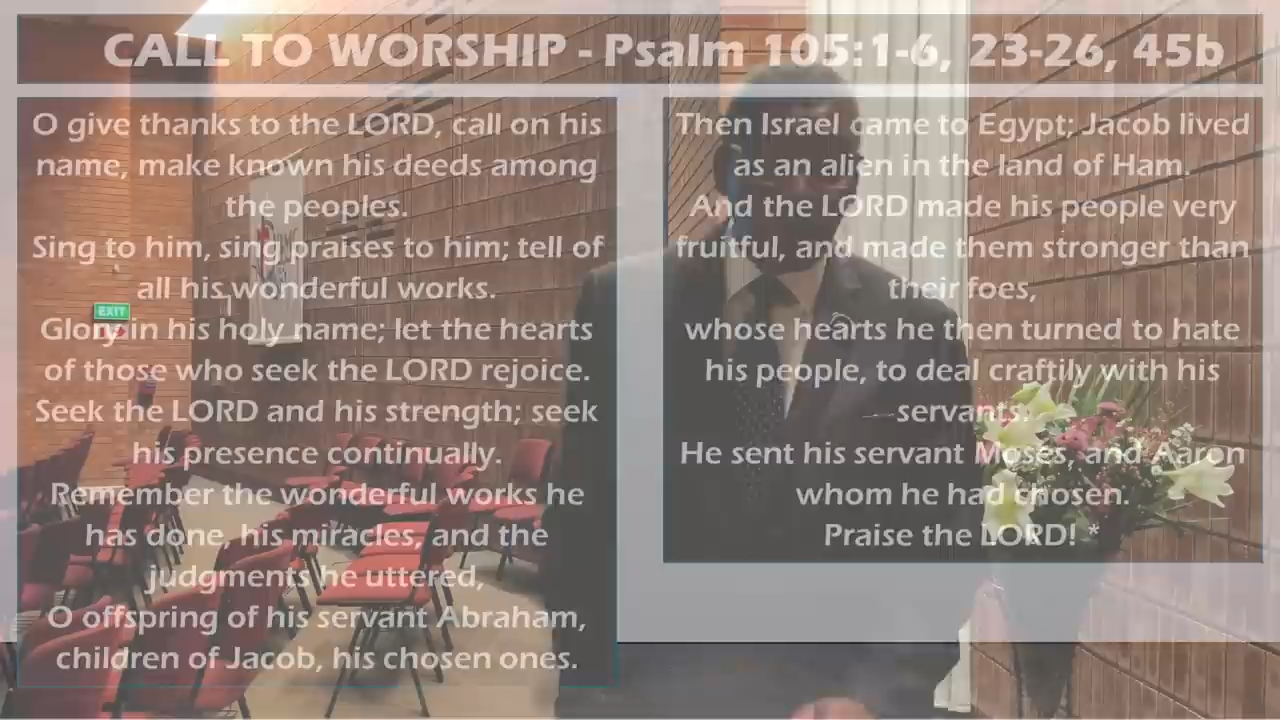 CALL TO WORSHIP - Psalm 105:1-6, 23-26, 45b
O give thanks to the LORD, call on his
name, make known his deeds among
the peoples.
Sing to him, sing praises to him; tell of
all his wonderful works.
Glory in his holy name; let the hearts
of those who seek the LORD rejoice.
Seek the LORD and his strength; seek
his presence continually.
Remember the wonderful works he
has done, his miracles, and the
judgments he uttered,
O offspring of his servant Abraham,
children of Jacob, his chosen ones.
Then Israel came to Egypt; Jacob lived
as an alien in the land of Ham.
And the LORD made his people very
fruitful, and made them stronger than
their foes,
whose hearts he then turned to hate
his people, to deal craftily with his
servants.
He sent his servant Moses, and Aaron
whom he had chosen.
Praise the LORD! *
EXIT